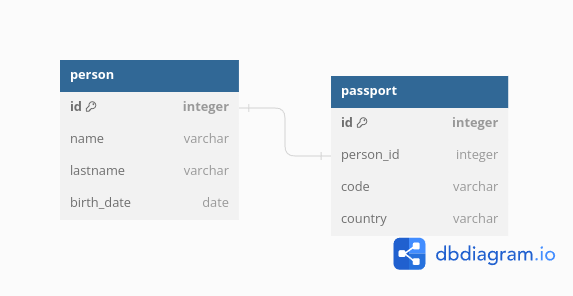 person
id integer
name varchar
lastname varchar
birth_date date
passport
id integer
person_id integer
code varchar
country varchar
dbdiagram.io